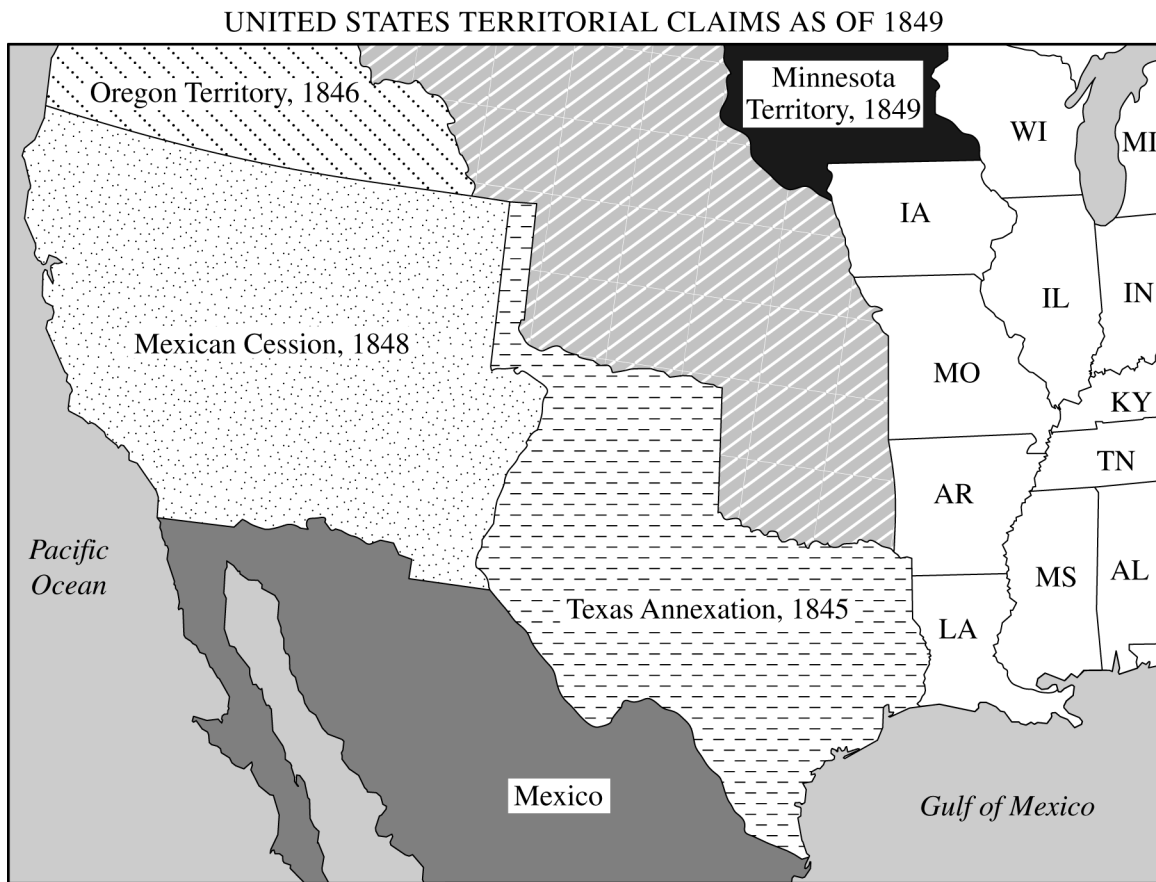 UNITED STATES TERRITORIAL CLAIMS AS OF 1849
Oregon Territory, 1846
Minnesota
Territory, 1849
WI
MI
IA
IL
IN
Mexican Cession, 1848
MO
KY
TN
AR
Pacific
Ocean
MS
AL
Texas Annexation, 1845
LA
Mexico
Gulf of Mexico